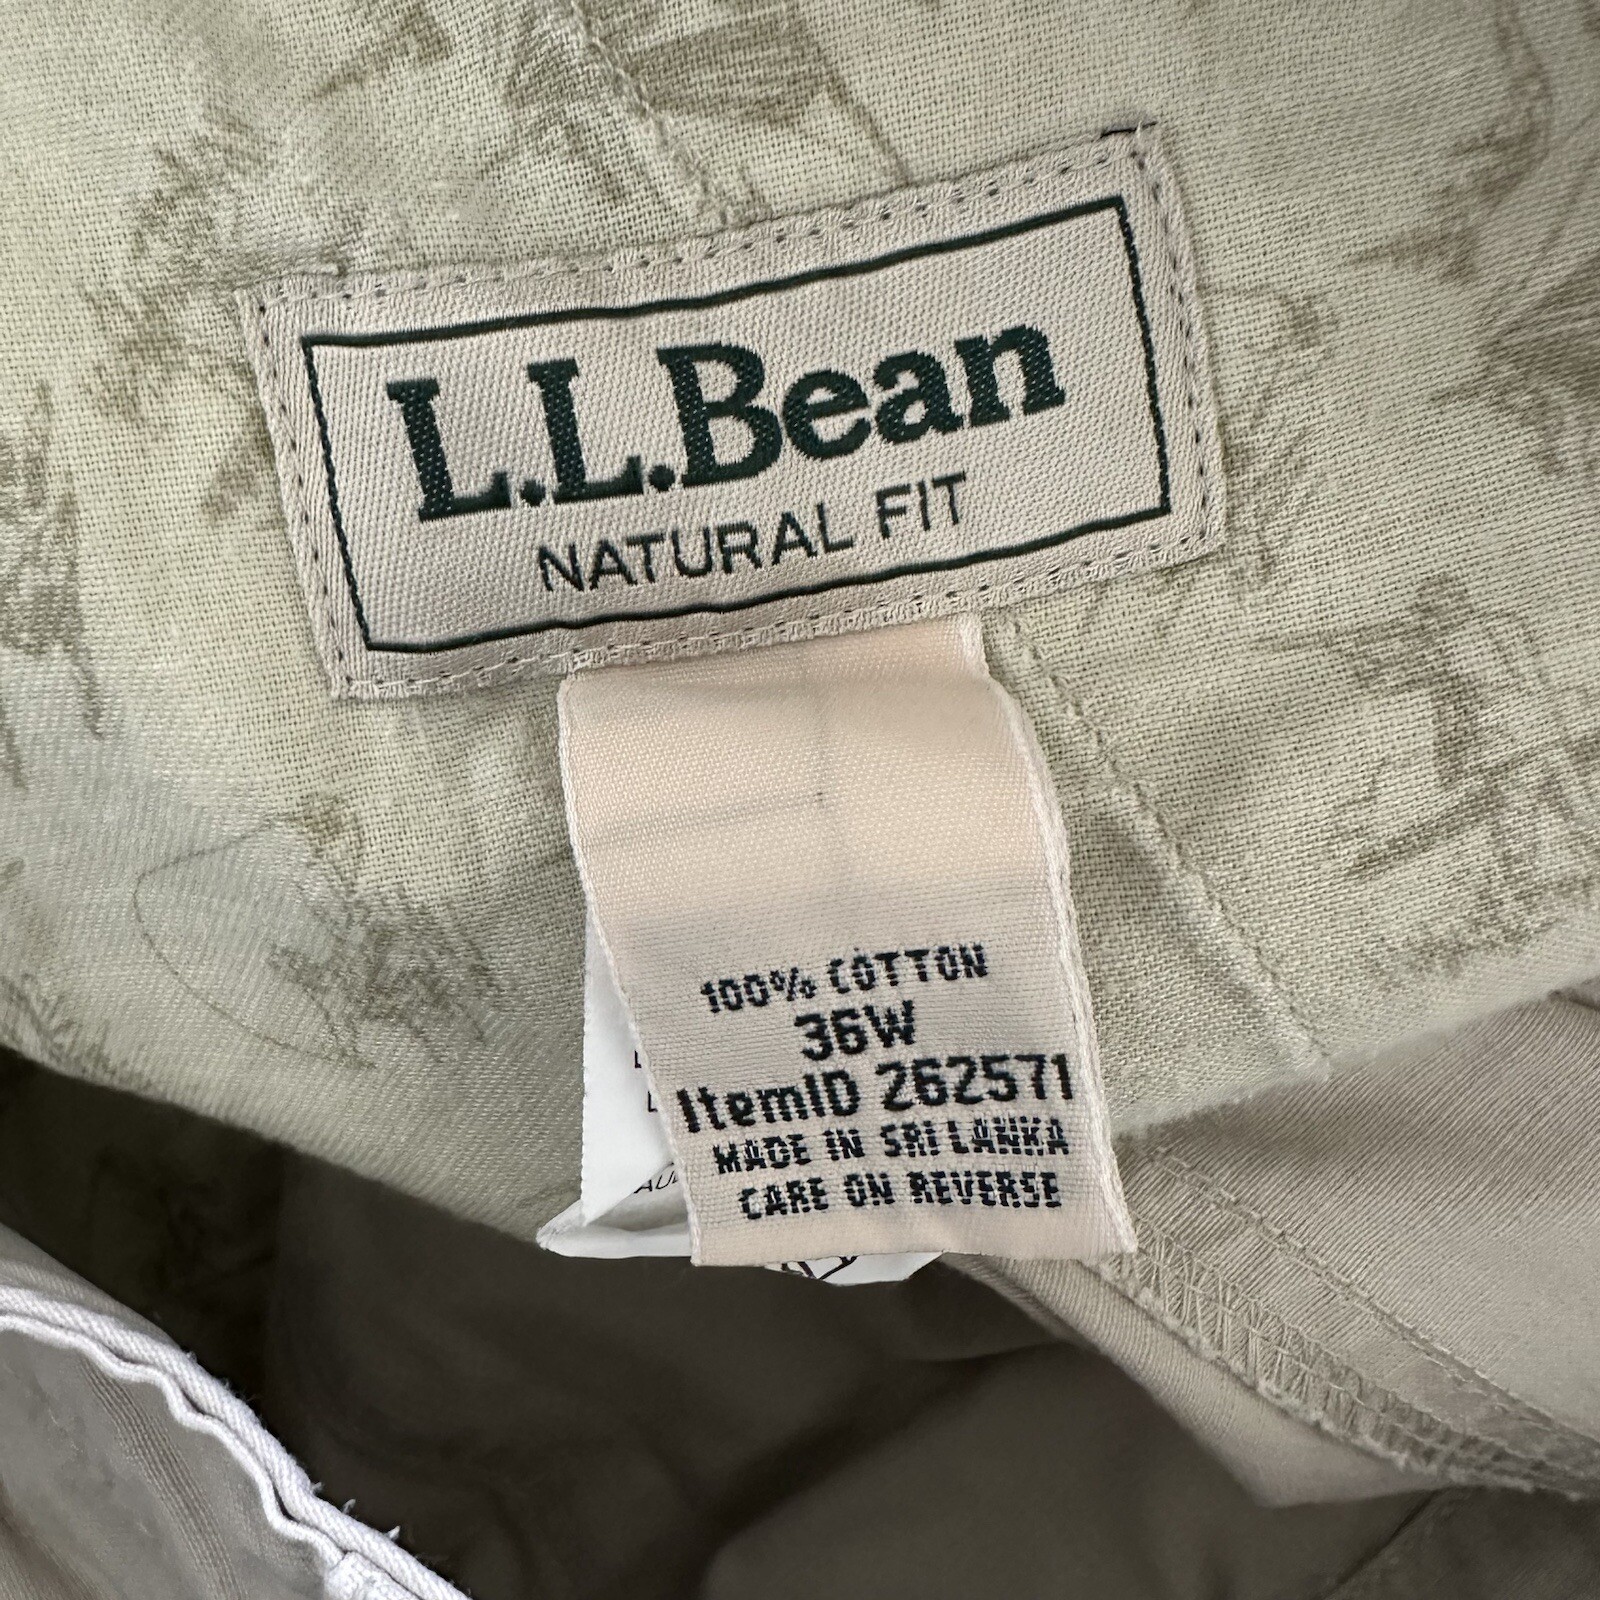 L.L.Bean
NATURAL FIT
100% COTTON
36W
ItemID 262571
MADE IN SRI LANKA
CARE ON REVERSE